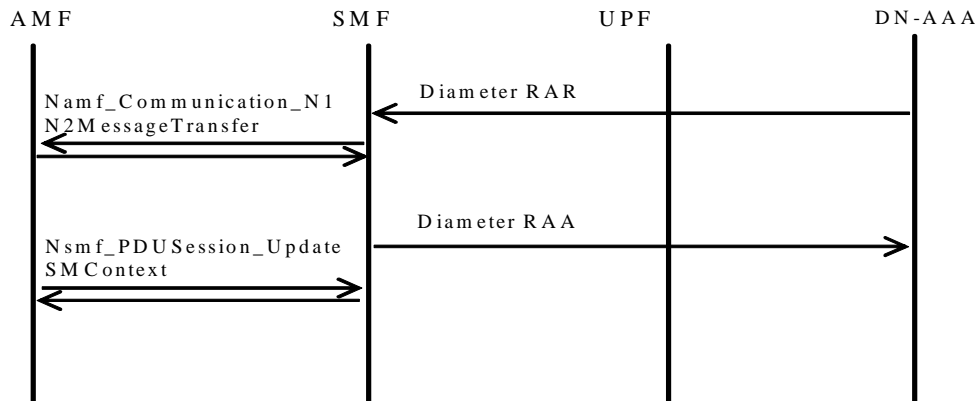 AMF SMF UPF DN-AAA
Diameter RAR
Namf_Communication_N1
N2MessageTransfer
Diameter RAA
Nsmf_PDUSession_Update
SMContext